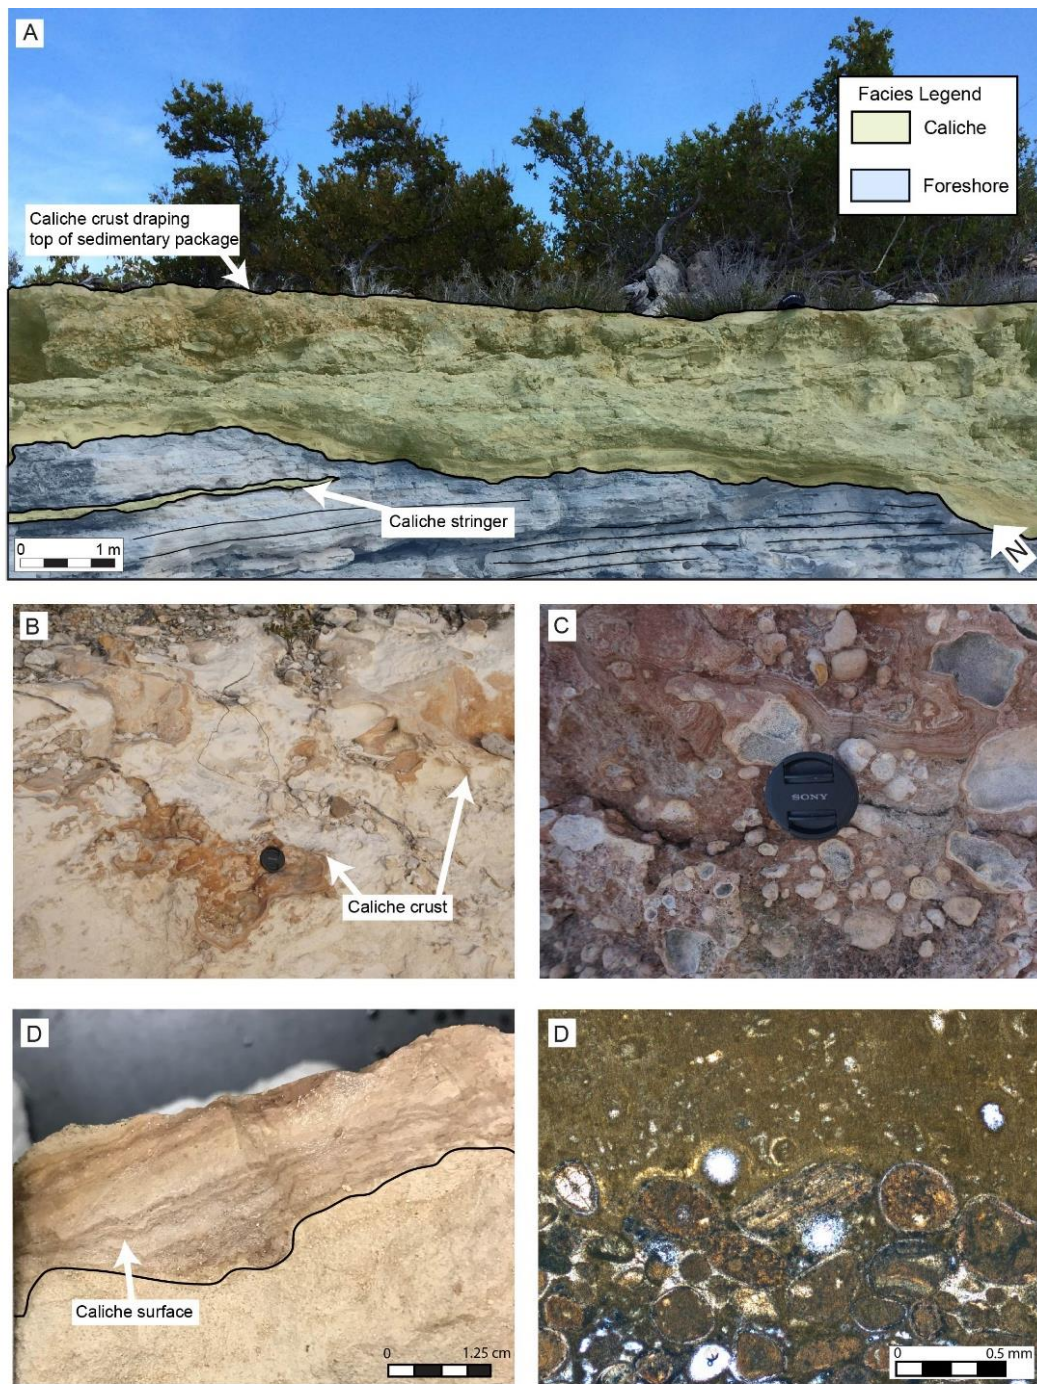 A
Facies Legend
Caliche
Foreshore
Caliche crust draping
top of sedimentary package
Caliche stringer
0 1 m
N
B
Caliche crust
C
SONY
D
Caliche surface
0 1.25 cm
D
0 0.5 mm